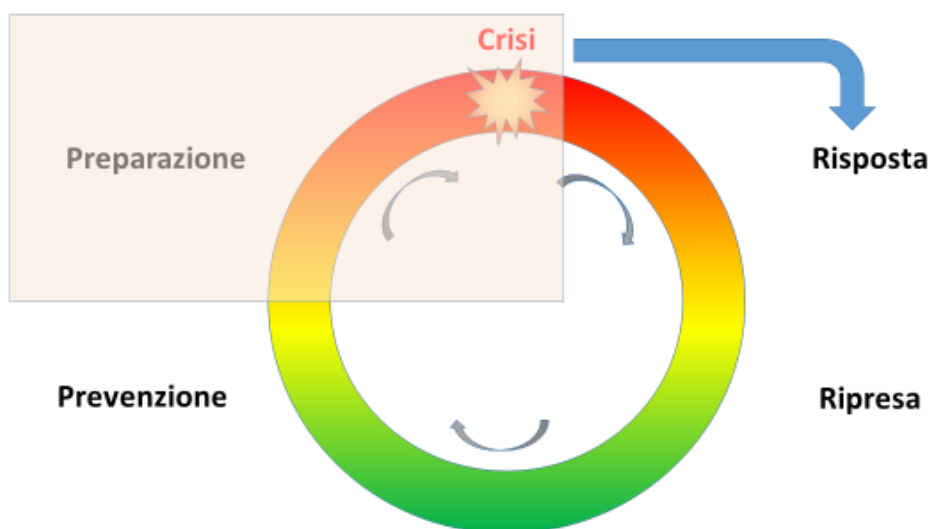 Crisi
Preparazione
Risposta
Prevenzione
Ripresa